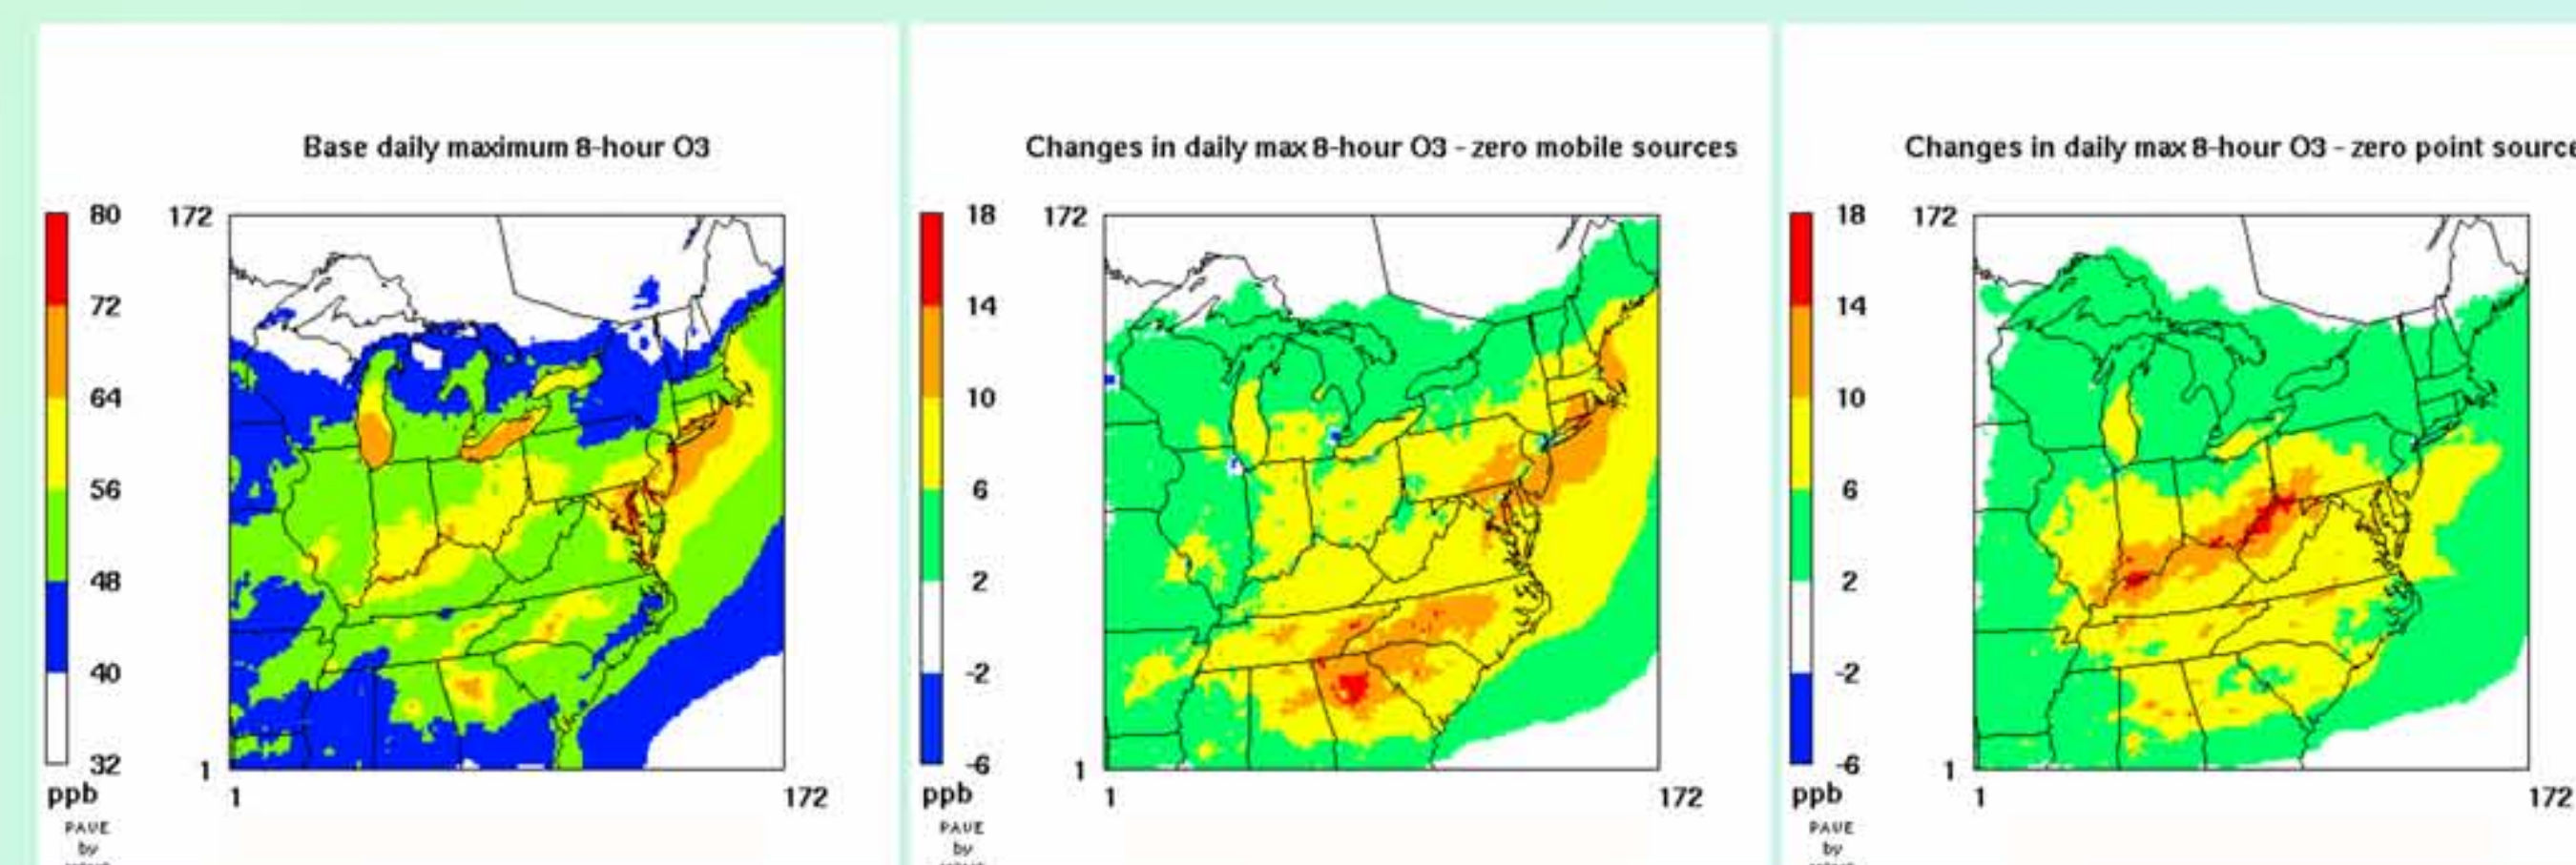 Base daily maximum 8-hour O3
80
72
64
56
48
40
32
ppb
172
1
1
172
PAVE
by
Changes in daily max 8-hour O3 - zero mobile sources
18
14
10
6
2
-2
-6
ppb
172
1
1
172
PAVE
by
Changes in daily max 8-hour O3 - zero point source
18
14
10
6
2
-2
-6
ppb
172
1
1
172
PAVE
by